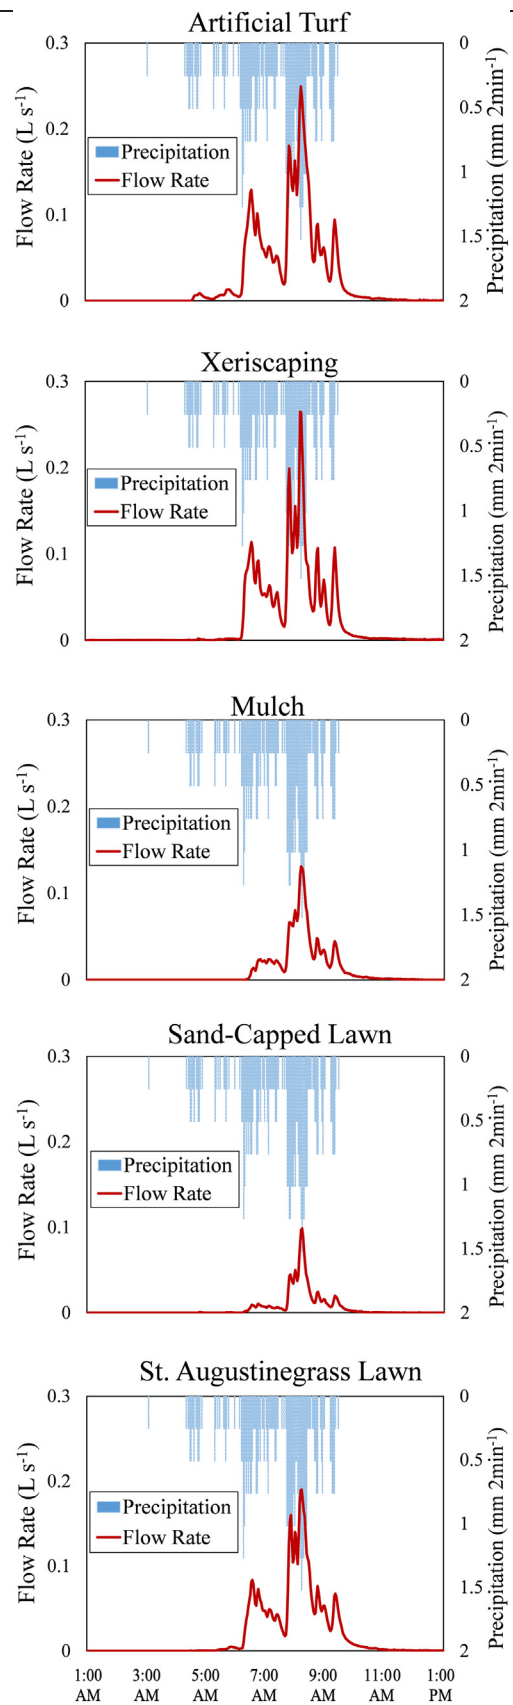 Artificial Turf
0.3
0.2
0.1
0
Flow Rate (L s-1)
Precipitation
Flow Rate
0
0.5
1
1.5
2
Precipitation (mm 2min-1)
Xeriscaping
0.3
0.2
0.1
0
Flow Rate (L s-1)
Precipitation
Flow Rate
0
0.5
1
1.5
2
Precipitation (mm 2min-1)
Mulch
0.3
0.2
0.1
0
Flow Rate (L s-1)
Precipitation
Flow Rate
0
0.5
1
1.5
2
Precipitation (mm 2min-1)
Sand-Capped Lawn
0.3
0.2
0.1
0
Flow Rate (L s-1)
Precipitation
Flow Rate
0
0.5
1
1.5
2
Precipitation (mm 2min-1)
St. Augustinegrass Lawn
0.3
0.2
0.1
0
Flow Rate (L s-1)
Precipitation
Flow Rate
0
0.5
1
1.5
2
Precipitation (mm 2min-1)
1:00 3:00 5:00 7:00 9:00 11:00 1:00
AM AM AM AM AM AM PM